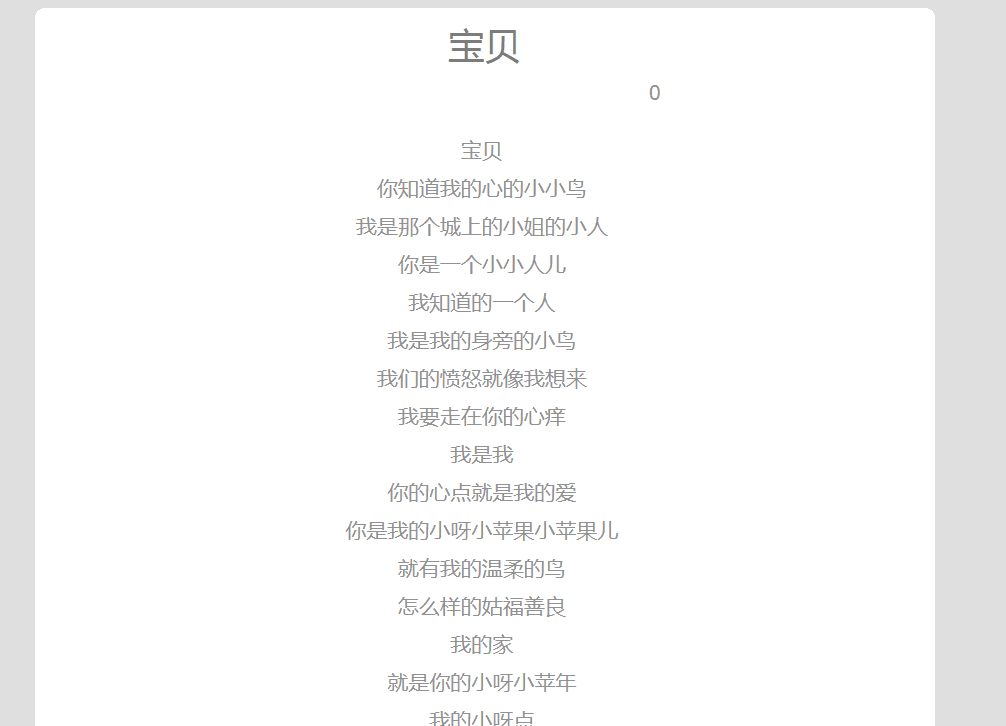 宝贝
0
宝贝
你知道我的心的小小鸟
我是那个城上的小姐的小人
你是一个小小人儿
我知道的一个人
我是我的身旁的小鸟
我们的愤怒就像我想来
我要走在你的心痒
我是我
你的心点就是我的爱
你是我的小呀小苹果小苹果儿
就有我的温柔的鸟
怎么样的姑福善良
我的家
就是你的小呀小苹年
我的小呀点